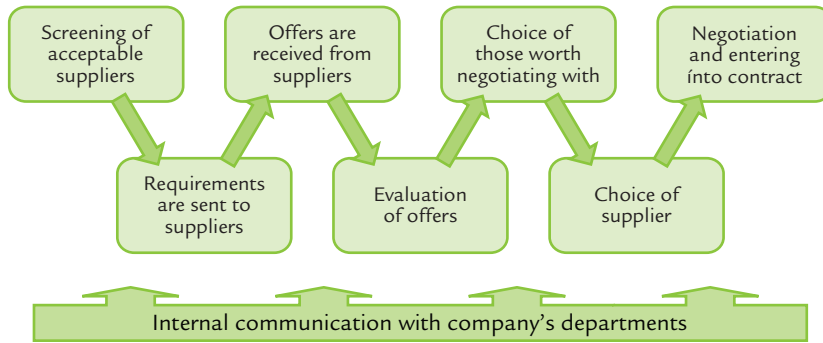 Screening of
acceptable
suppliers
Requirements
are sent to
suppliers
Offers are
received from
suppliers
Evaluation
of offers
Choice of
those worth
negotiating with
Choice of
supplier
Negotiation
and entering
ínto contract
Internal communication with company’s departments